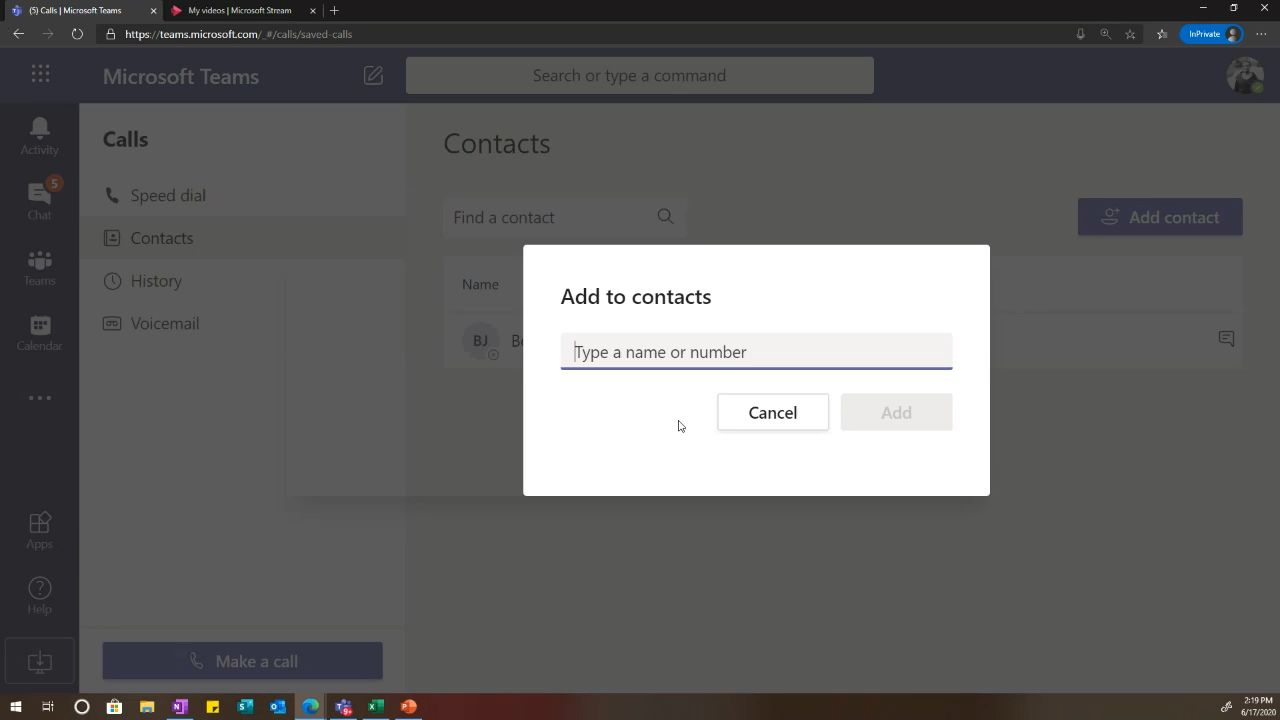 (5) Calls | Microsoft Teams
My videos | Microsoft Stream
https://teams.microsoft.com/_#/calls/saved-calls
InPrivate
Microsoft Teams
Search or type a command
Activity
5
Chat
Teams
Calendar
Apps
Help
Calls
Speed dial
Contacts
History
Voicemail
Make a call
Contacts
Find a contact
Add contact
Name
BJ
Add to contacts
Type a name or number
Cancel
Add
2:19 PM
6/17/2020